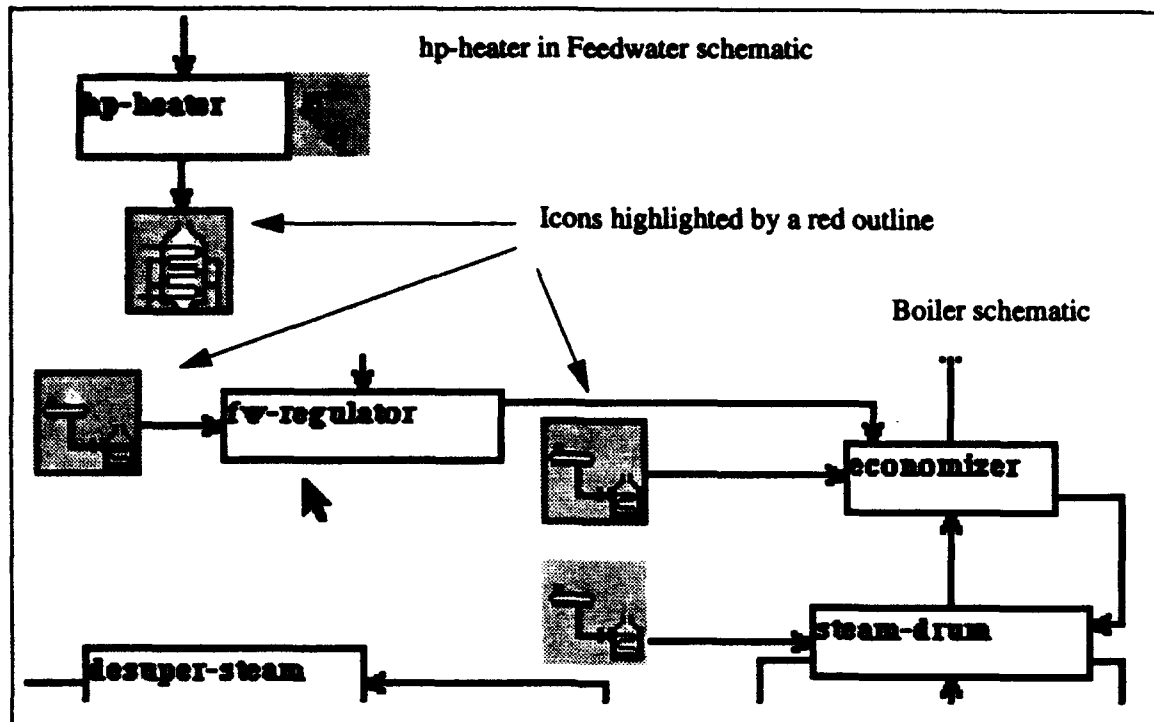 hp-heater in Feedwater schematic
hp-heater
Icons highlighted by a red outline
Boiler schematic
fw-regulator
economizer
steam-drum
desuper-steam